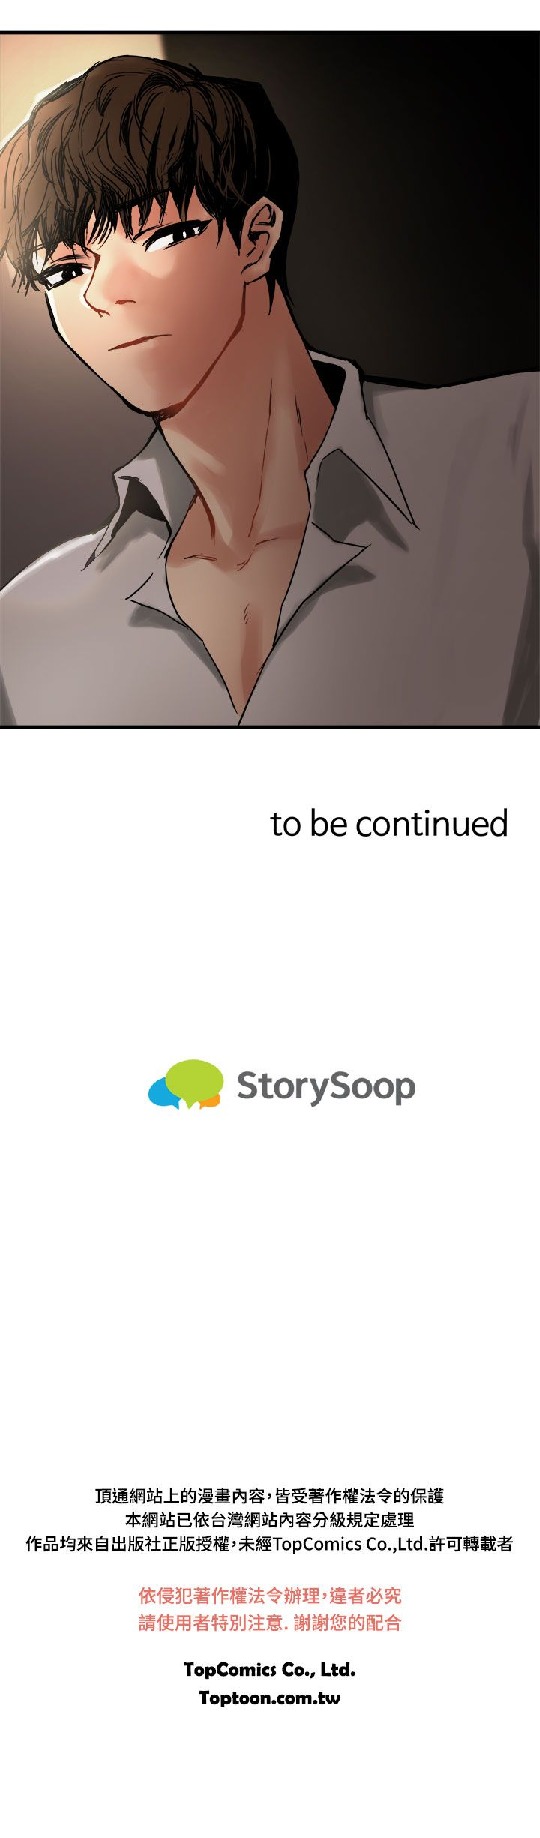 to be continued
StorySoop
頂通網站上的漫畫內容，皆受著作權法令的保護
本網站已依台灣網站內容分級規定處理
作品均來自出版社正版授權，未經TopComics Co.,Ltd.許可轉載者
依侵犯著作權法令辦理，違者必究
請使用者特別注意. 謝謝您的配合
TopComics Co., Ltd.
Toptoon.com.tw